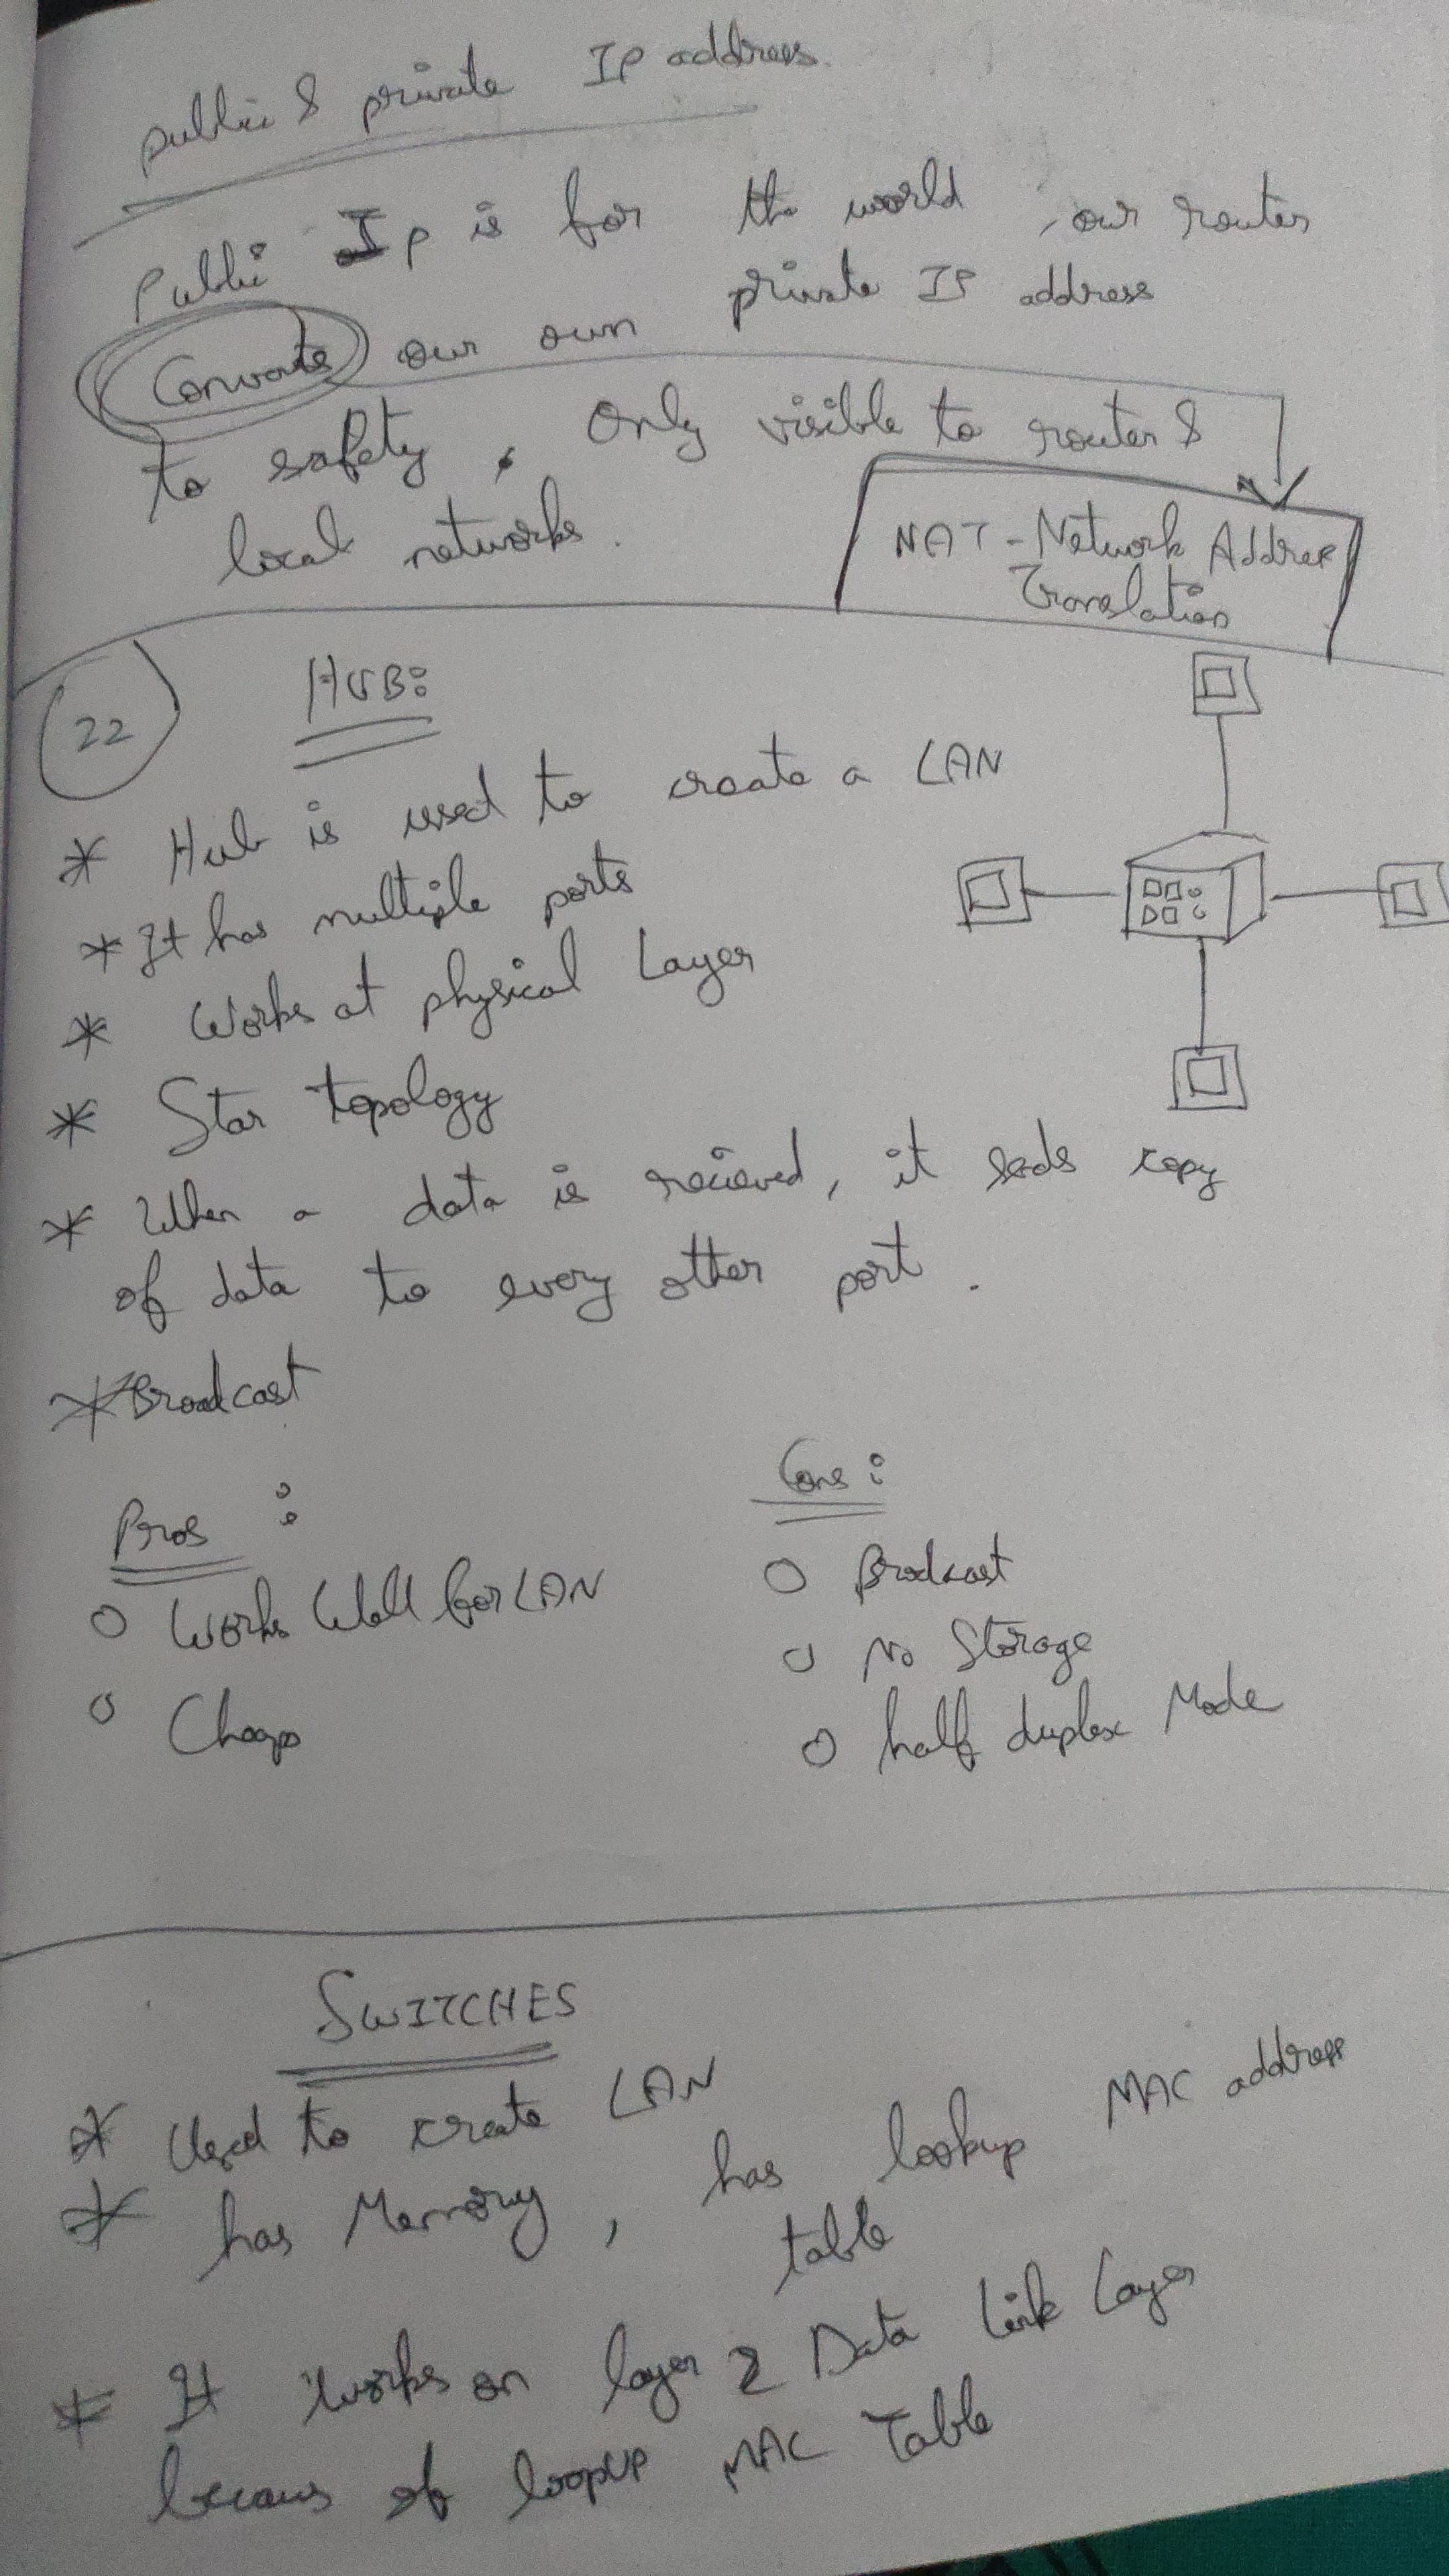 public & private IP address.
Public Ip is for the world, our router
Converts our own private IP address
to safety, Only visible to router &
local networks.
NAT - Network Address
Translation
22
HUB:
* Hub is used to create a LAN
* It has multiple ports
* Works at physical Layer
* Star topology
* When a data is recieved, it sends copy
of data to every other port.
* Broadcast
Pros :
○ Works Well for LAN
○ Cheap
Cons :
○ Brodcast
○ No Storage
○ half duplex Mode
SWITCHES
* Used to create LAN
* has Memory, has lookup MAC address
table
* It works on layer 2 Data Link Layer
becaus of loopup MAC Table